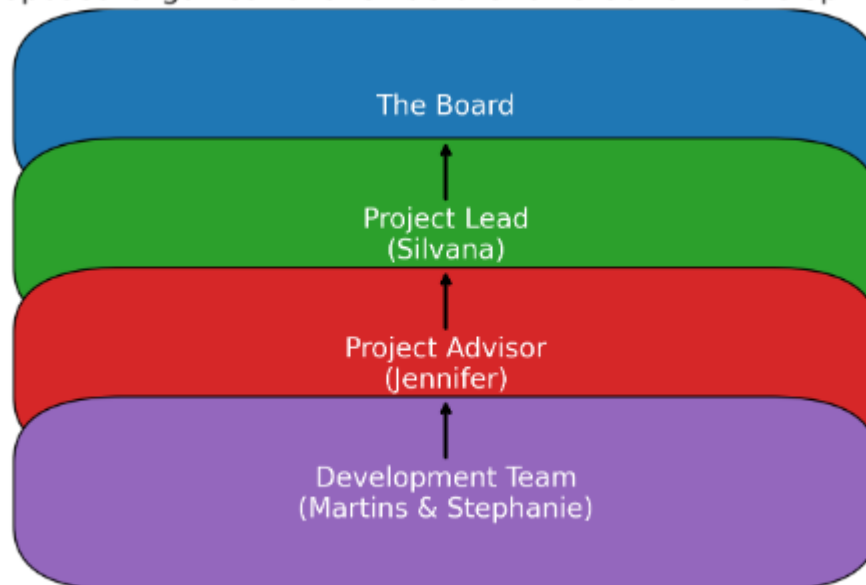 The Board
Project Lead
(Silvana)
Project Advisor
(Jennifer)
Development Team
(Martins & Stephanie)